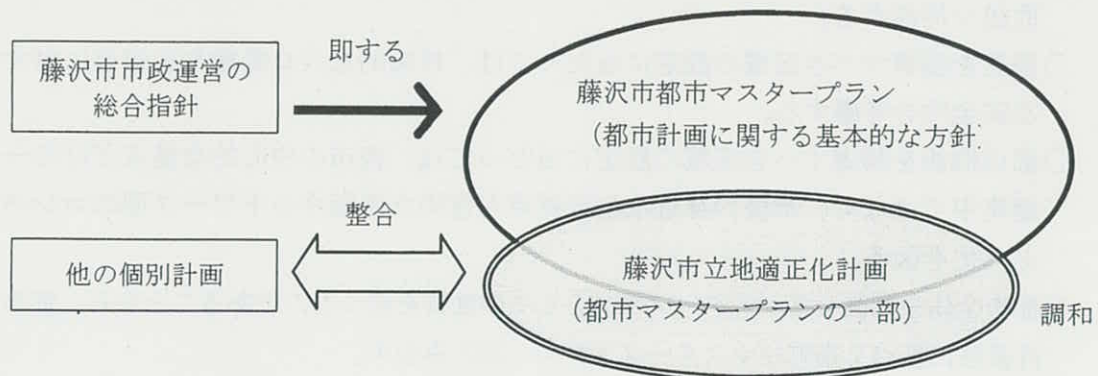 即する
藤沢市市政運営の
総合指針
藤沢市都市マスタープラン
(都市計画に関する基本的な方針
整合
他の個別計画
藤沢市立地適正化計画
(都市マスタープランの一部)
調和